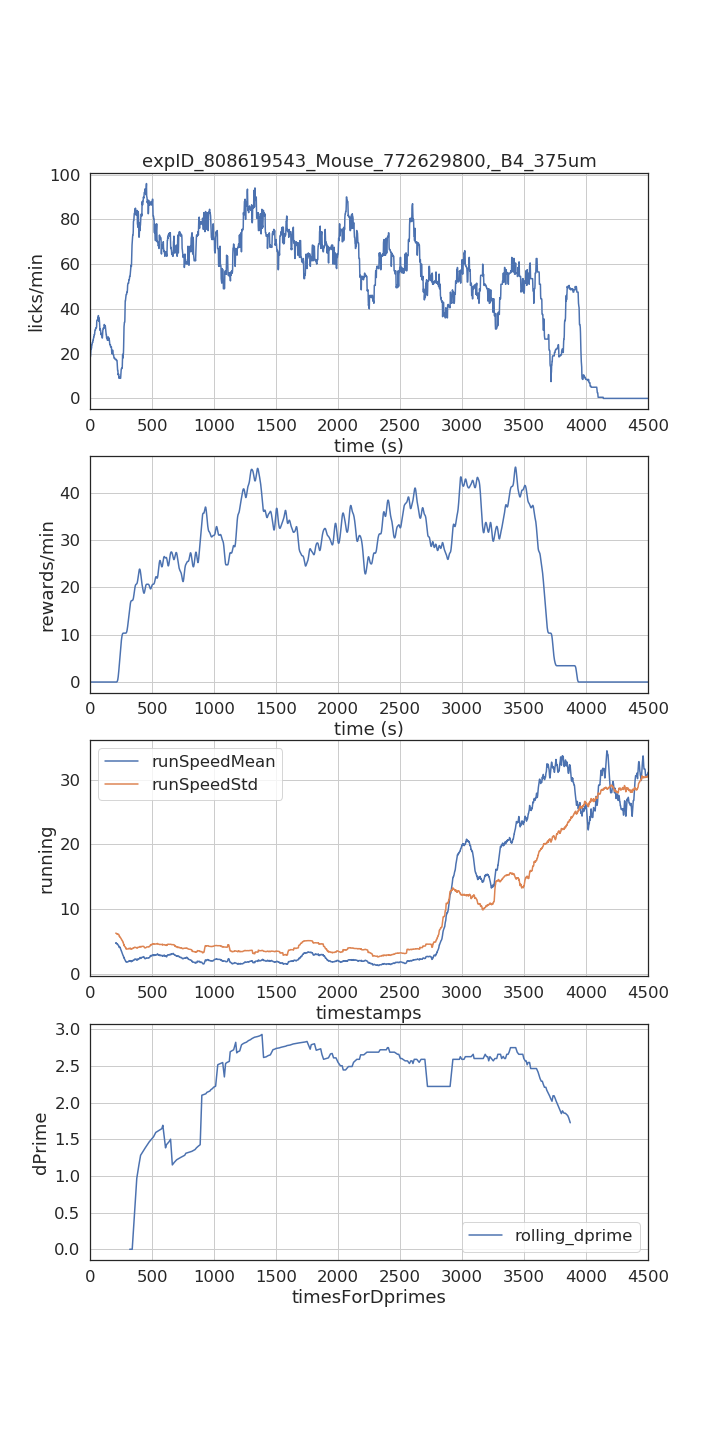 expID_808619543_Mouse_772629800,_B4_375um
100
80
60
40
20
0
licks/min
0 500 1000 1500 2000 2500 3000 3500 4000 4500
time (s)
40
30
20
10
0
rewards/min
0 500 1000 1500 2000 2500 3000 3500 4000 4500
time (s)
runSpeedMean
runSpeedStd
30
20
10
0
running
0 500 1000 1500 2000 2500 3000 3500 4000 4500
timestamps
3.0
2.5
2.0
1.5
1.0
0.5
0.0
dPrime
rolling_dprime
0 500 1000 1500 2000 2500 3000 3500 4000 4500
timesForDprimes